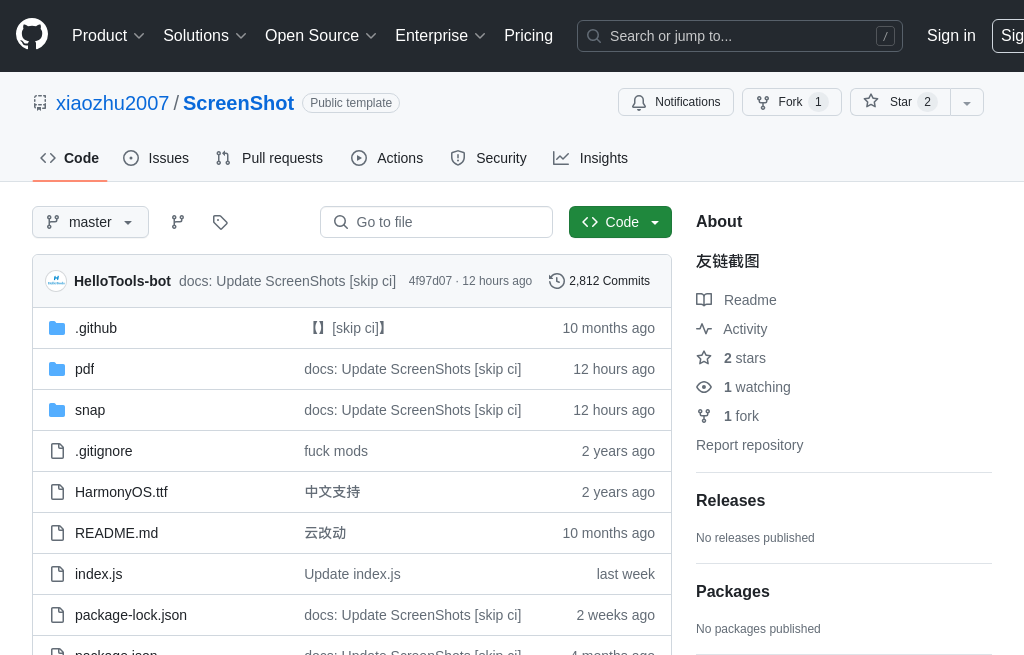 Product Solutions Open Source Enterprise Pricing Search or jump to... / Sign in Sig
xiaozhu2007 / ScreenShot Public template Notifications Fork 1 Star 2
Code Issues Pull requests Actions Security Insights
master Go to file Code
HelloTools-bot docs: Update ScreenShots [skip ci] 4f97d07 · 12 hours ago 2,812 Commits
.github 【】[skip ci]】 10 months ago
pdf docs: Update ScreenShots [skip ci] 12 hours ago
snap docs: Update ScreenShots [skip ci] 12 hours ago
.gitignore fuck mods 2 years ago
HarmonyOS.ttf 中文支持 2 years ago
README.md 云改动 10 months ago
index.js Update index.js last week
package-lock.json docs: Update ScreenShots [skip ci] 2 weeks ago
package.json docs: Update ScreenShots [skip ci] 4 months ago
About
友链截图
Readme
Activity
2 stars
1 watching
1 fork
Report repository
Releases
No releases published
Packages
No packages published